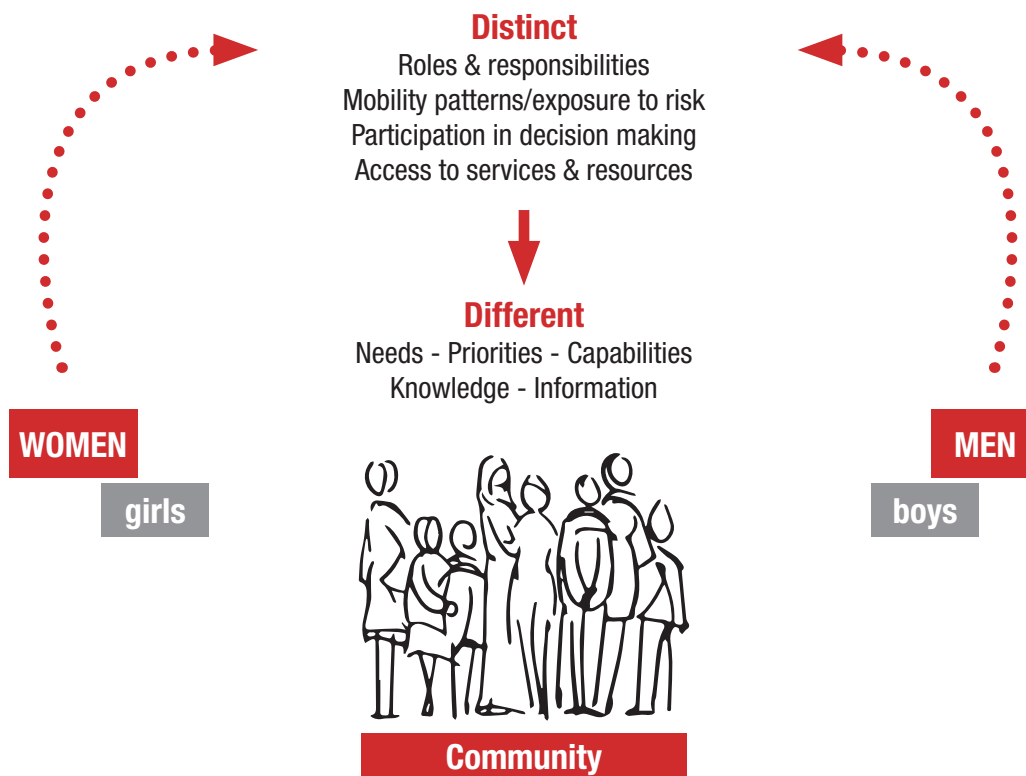 Distinct
Roles & responsibilities
Mobility patterns/exposure to risk
Participation in decision making
Access to services & resources
Different
Needs - Priorities - Capabilities
Knowledge - Information
WOMEN
girls
MEN
boys
Community